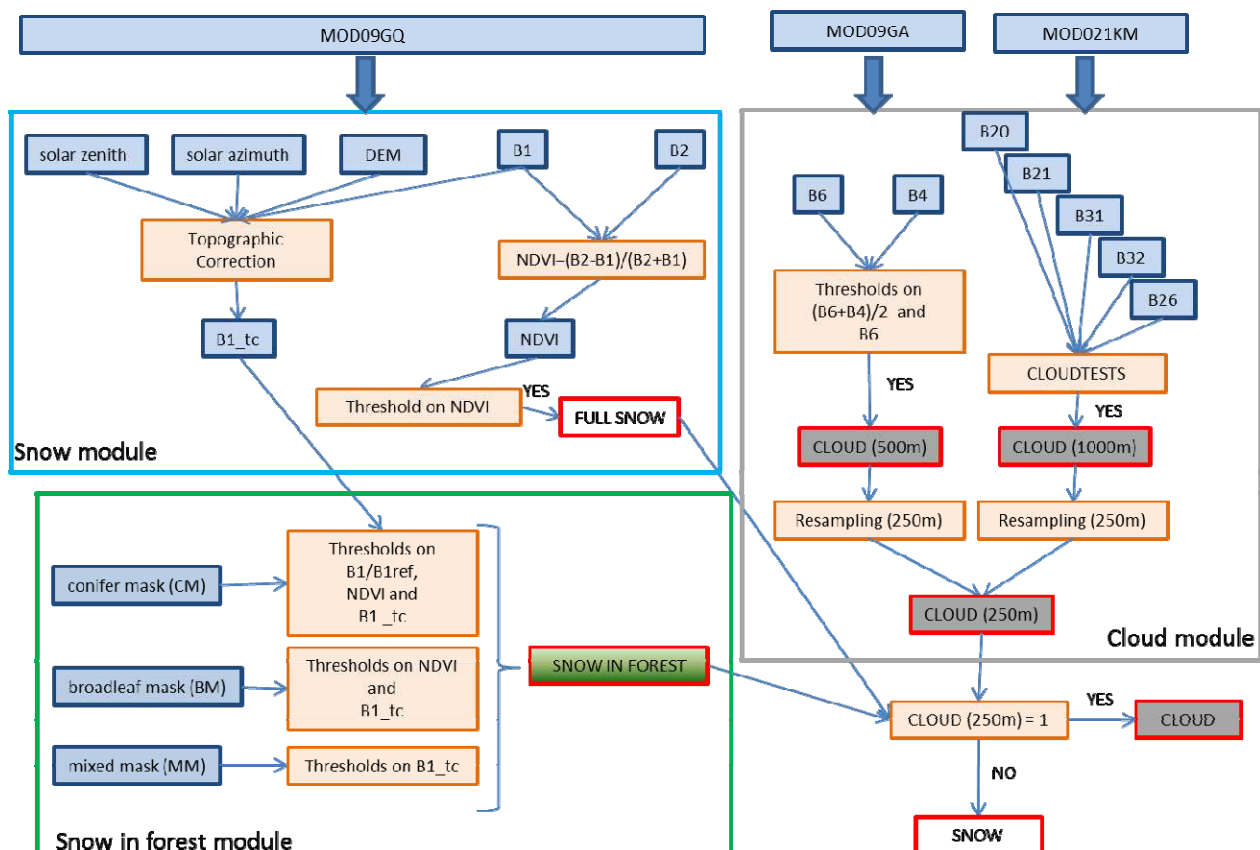 MOD09GQ
MOD09GA
MOD021KM
solar zenith
solar azimuth
DEM
B1
B2
Topographic
Correction
NDVI–(B2-B1)/(B2+B1)
B1_tc
NDVI
Threshold on NDVI
YES
FULL SNOW
Snow module
B6
B4
B20
B21
B31
B32
B26
Thresholds on
(B6+B4)/2 and
B6
CLOUDTESTS
YES
YES
CLOUD (500m)
CLOUD (1000m)
Resampling (250m)
Resampling (250m)
CLOUD (250m)
Cloud module
conifer mask (CM)
Thresholds on
B1/B1ref,
NDVI and
B1_tc
broadleaf mask (BM)
Thresholds on NDVI
and
B1_tc
mixed mask (MM)
Thresholds on B1_tc
SNOW IN FOREST
Snow in forest module
CLOUD (250m) = 1
YES
CLOUD
NO
SNOW